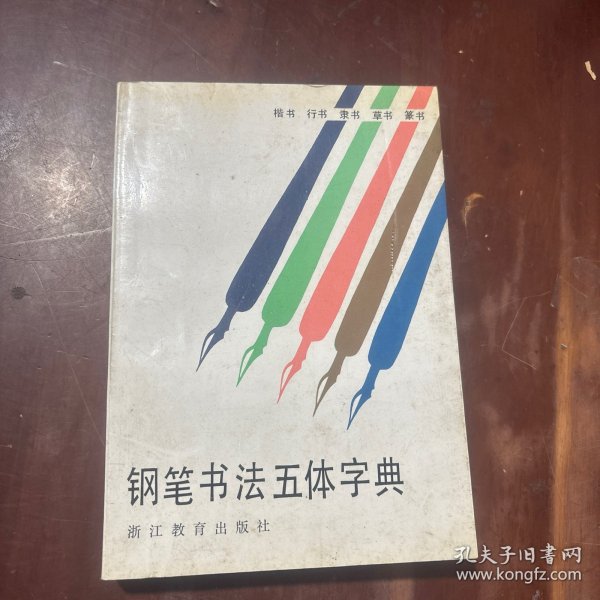 楷书 行书 隶书 草书 篆书
钢笔书法五体字典
浙江教育出版社
孔夫子旧书网
www.kongfz.com